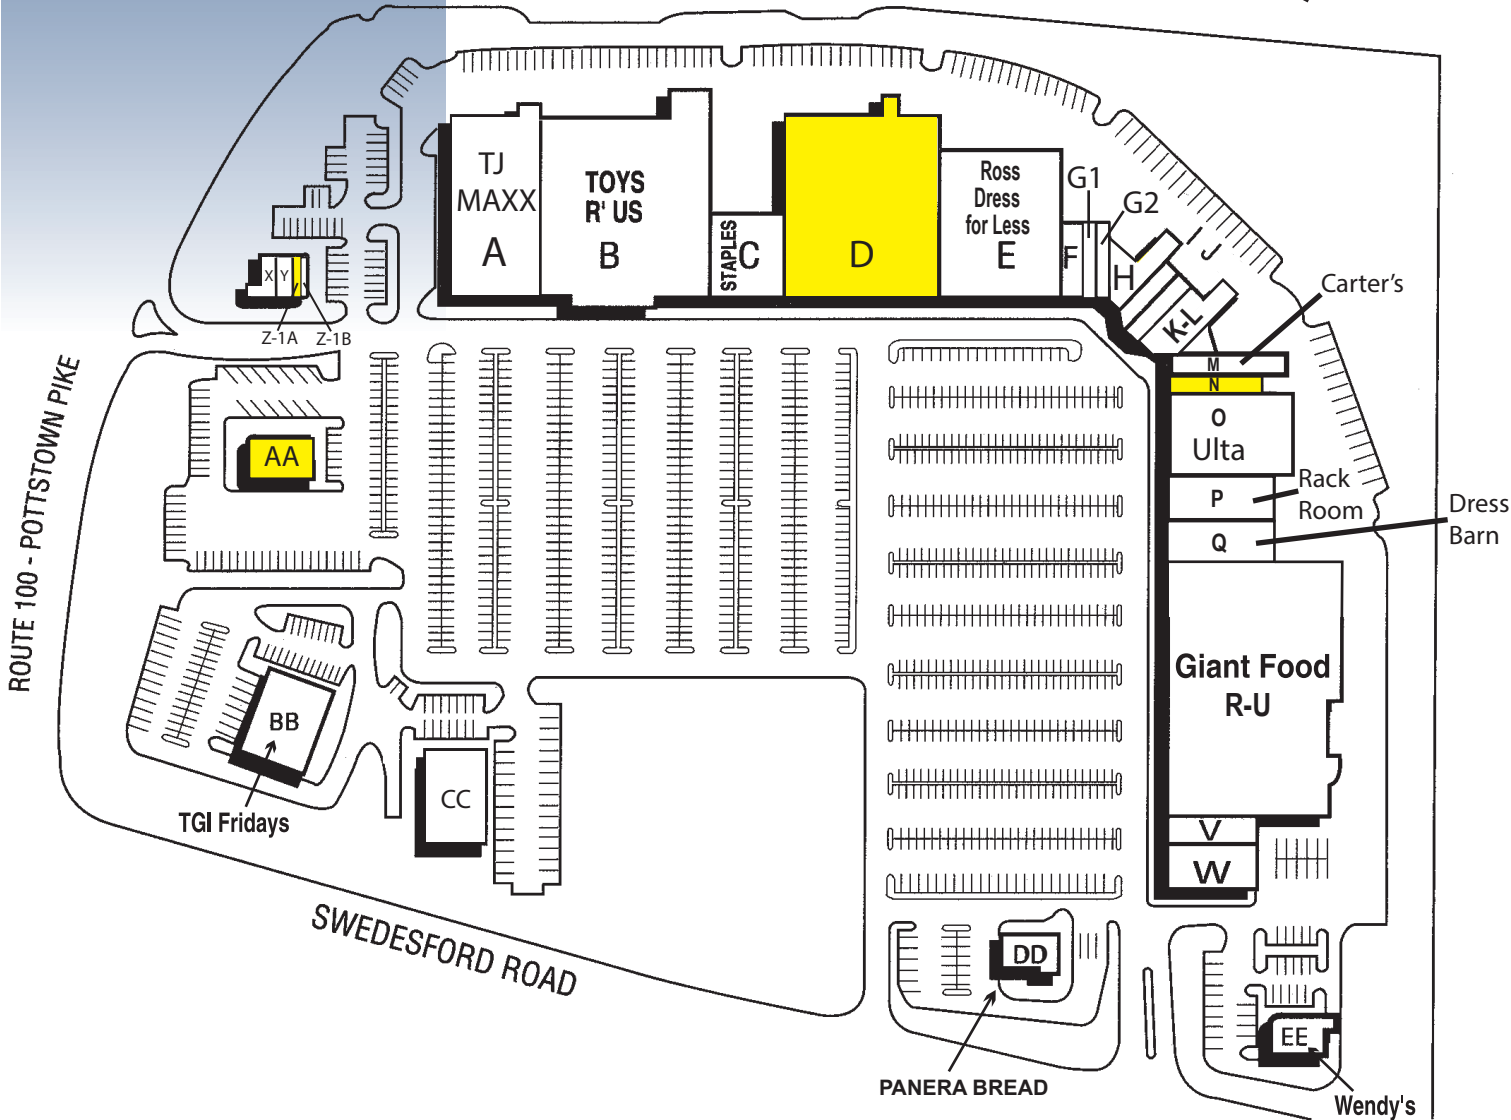 TJ
MAXX
A
TOYS
R' US
B
STAPLES
C
D
Ross
Dress
for Less
E
F
G1
G2
H
I J
K-L
Carter's
M
N
O
Ulta
P
Rack
Room
Q
Dress
Barn
Giant Food
R-U
V
W
X Y
Z-1A Z-1B
AA
BB
TGI Fridays
CC
DD
PANERA BREAD
EE
Wendy's
ROUTE 100 - POTTSTOWN PIKE
SWEDESFORD ROAD